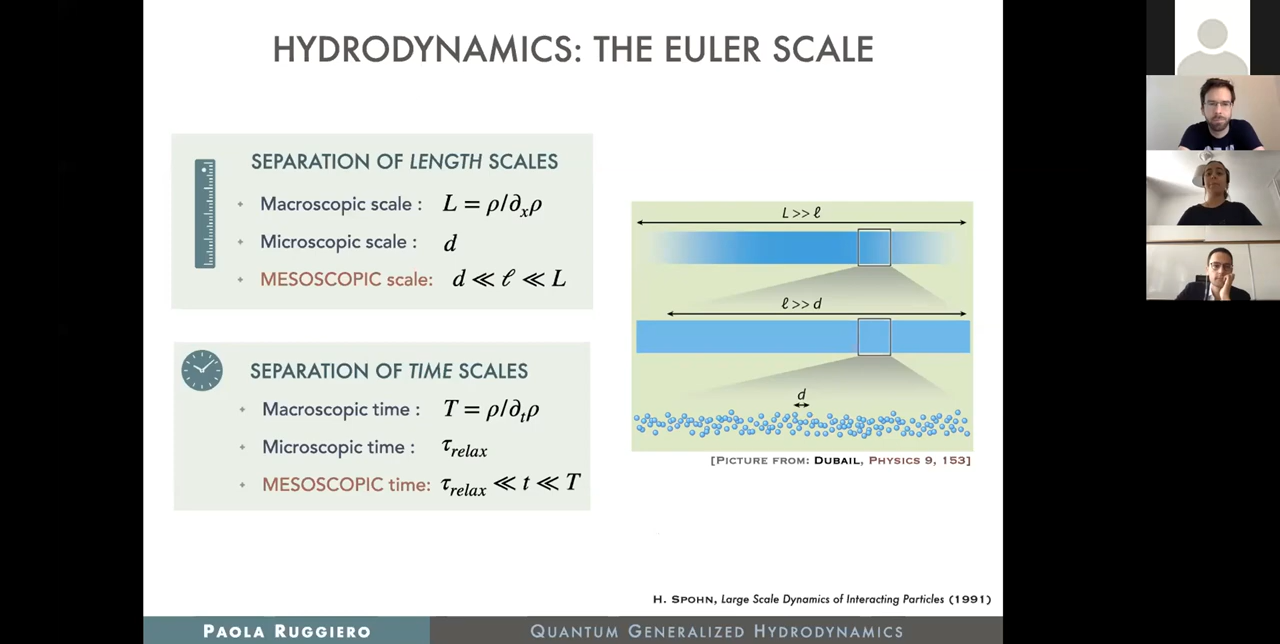 HYDRODYNAMICS: THE EULER SCALE
SEPARATION OF LENGTH SCALES
Macroscopic scale : L = ρ/∂ₓρ
Microscopic scale : d
MESOSCOPIC scale: d ≪ ℓ ≪ L
SEPARATION OF TIME SCALES
Macroscopic time : T = ρ/∂ₜρ
Microscopic time : τ_relax
MESOSCOPIC time: τ_relax ≪ t ≪ T
L >> ℓ
ℓ >> d
d
[PICTURE FROM: DUBAIL, PHYSICS 9, 153]
H. SPOHN, Large Scale Dynamics of Interacting Particles (1991)
PAOLA RUGGIERO
QUANTUM GENERALIZED HYDRODYNAMICS